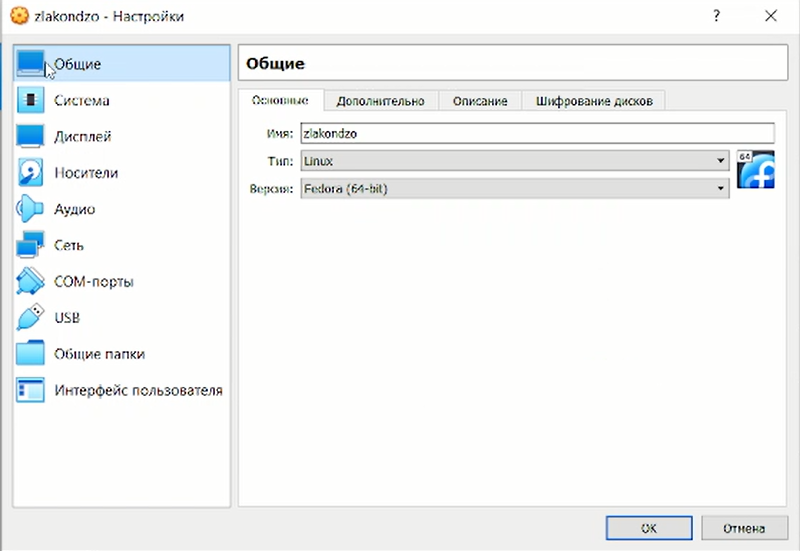 zlakondzo - Настройки
?
Общие
Система
Дисплей
Носители
Аудио
Сеть
COM-порты
USB
Общие папки
Интерфейс пользователя
Общие
Основные Дополнительно Описание Шифрование дисков
Имя: zlakondzo
Тип: Linux
64
Версия: Fedora (64-bit)
OK Отмена